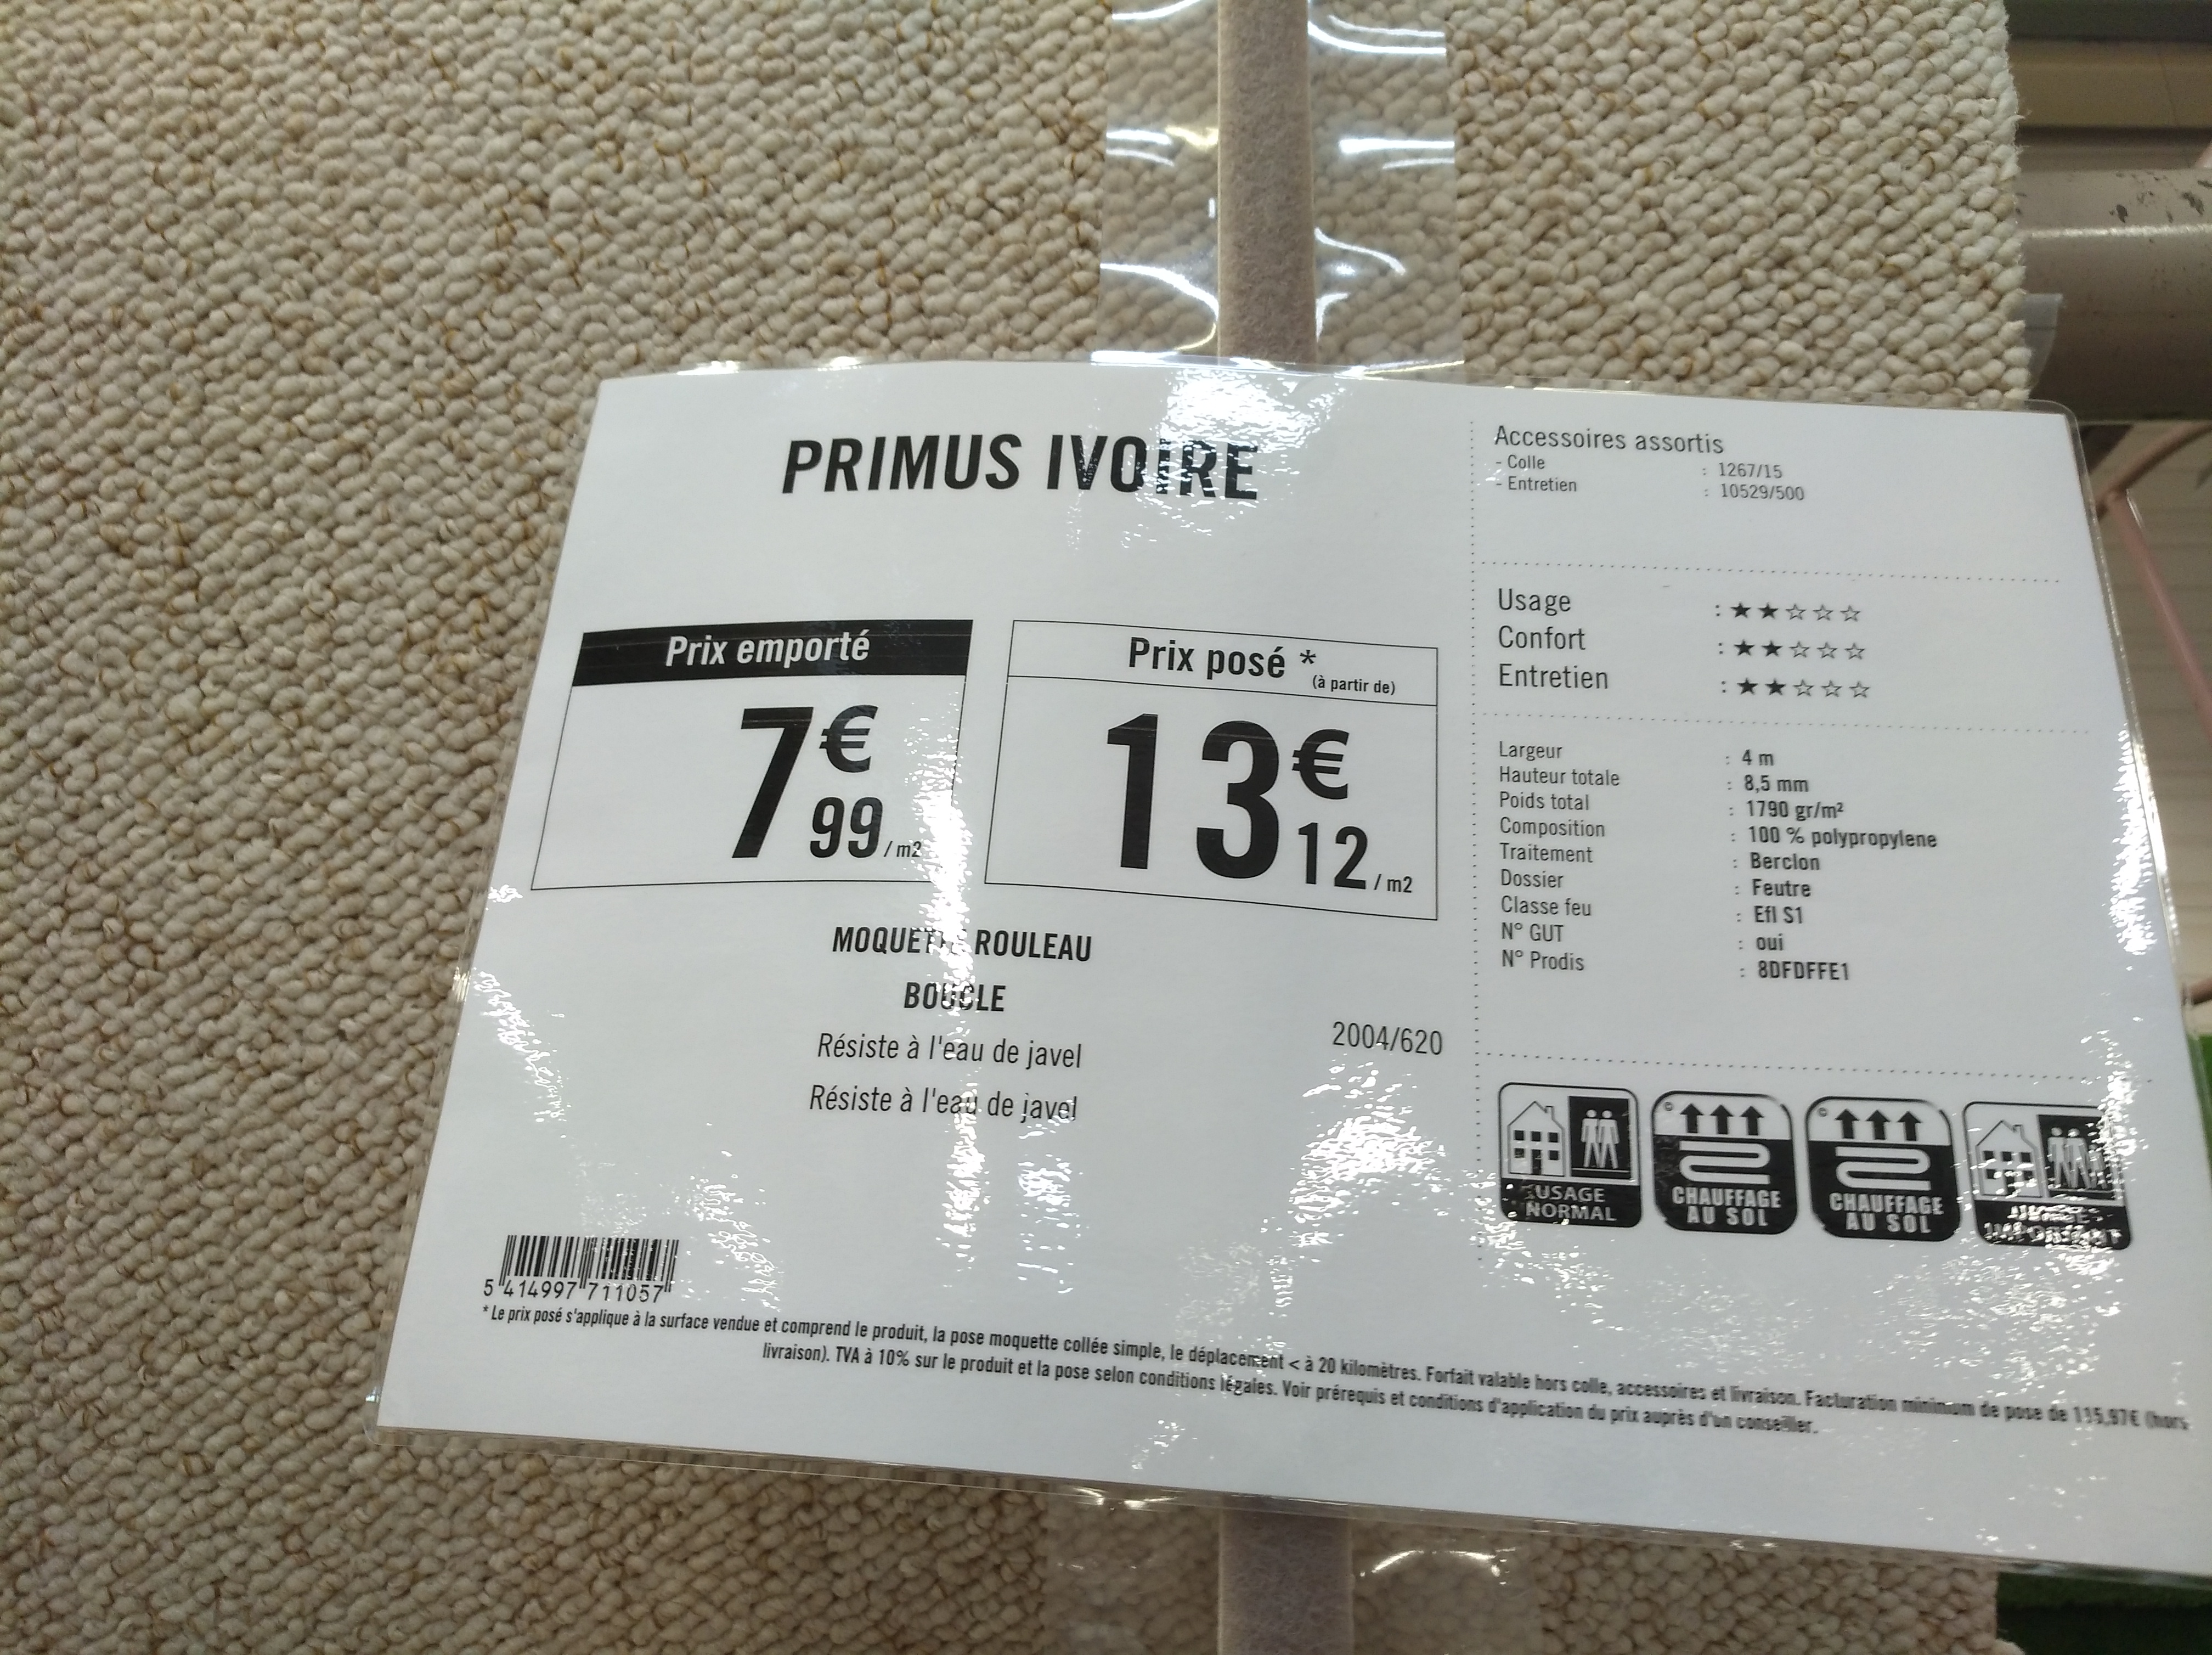 PRIMUS IVOIRE
Prix emporté
7€99/m2
Prix posé *
(à partir de)
13€12/m2
MOQUETTE ROULEAU
BOUCLE
Résiste à l'eau de javel
2004/620
Résiste à l'eau de javel
5 414997 711057
Accessoires assortis
- Colle : 1267/15
- Entretien : 10529/500
Usage : ★★☆☆☆
Confort : ★★☆☆☆
Entretien : ★★☆☆☆
Largeur : 4 m
Hauteur totale : 8,5 mm
Poids total : 1790 gr/m²
Composition : 100 % polypropylene
Traitement : Berclon
Dossier : Feutre
Classe feu : Efl S1
N° GUT : oui
N° Prodis : 8DFDFFE1
USAGE
NORMAL
CHAUFFAGE
AU SOL
CHAUFFAGE
AU SOL
* Le prix posé s'applique à la surface vendue et comprend le produit, la pose moquette collée simple, le déplacement < à 20 kilomètres. Forfait valable hors colle, accessoires et livraison. Facturation minimum de pose de (hors
livraison). TVA à 10% sur le produit et la pose selon conditions légales. Voir prérequis et conditions d'application du prix auprès d'un conseiller.